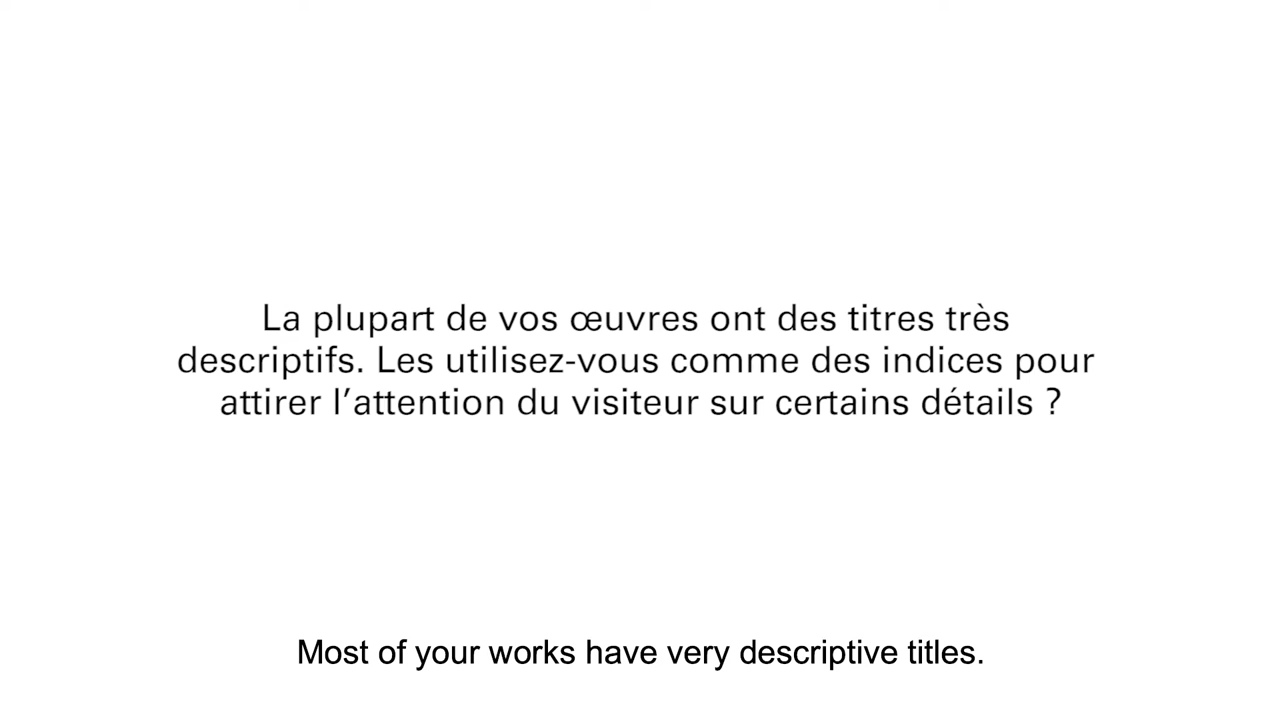 La plupart de vos œuvres ont des titres très
descriptifs. Les utilisez-vous comme des indices pour
attirer l’attention du visiteur sur certains détails ?
Most of your works have very descriptive titles.